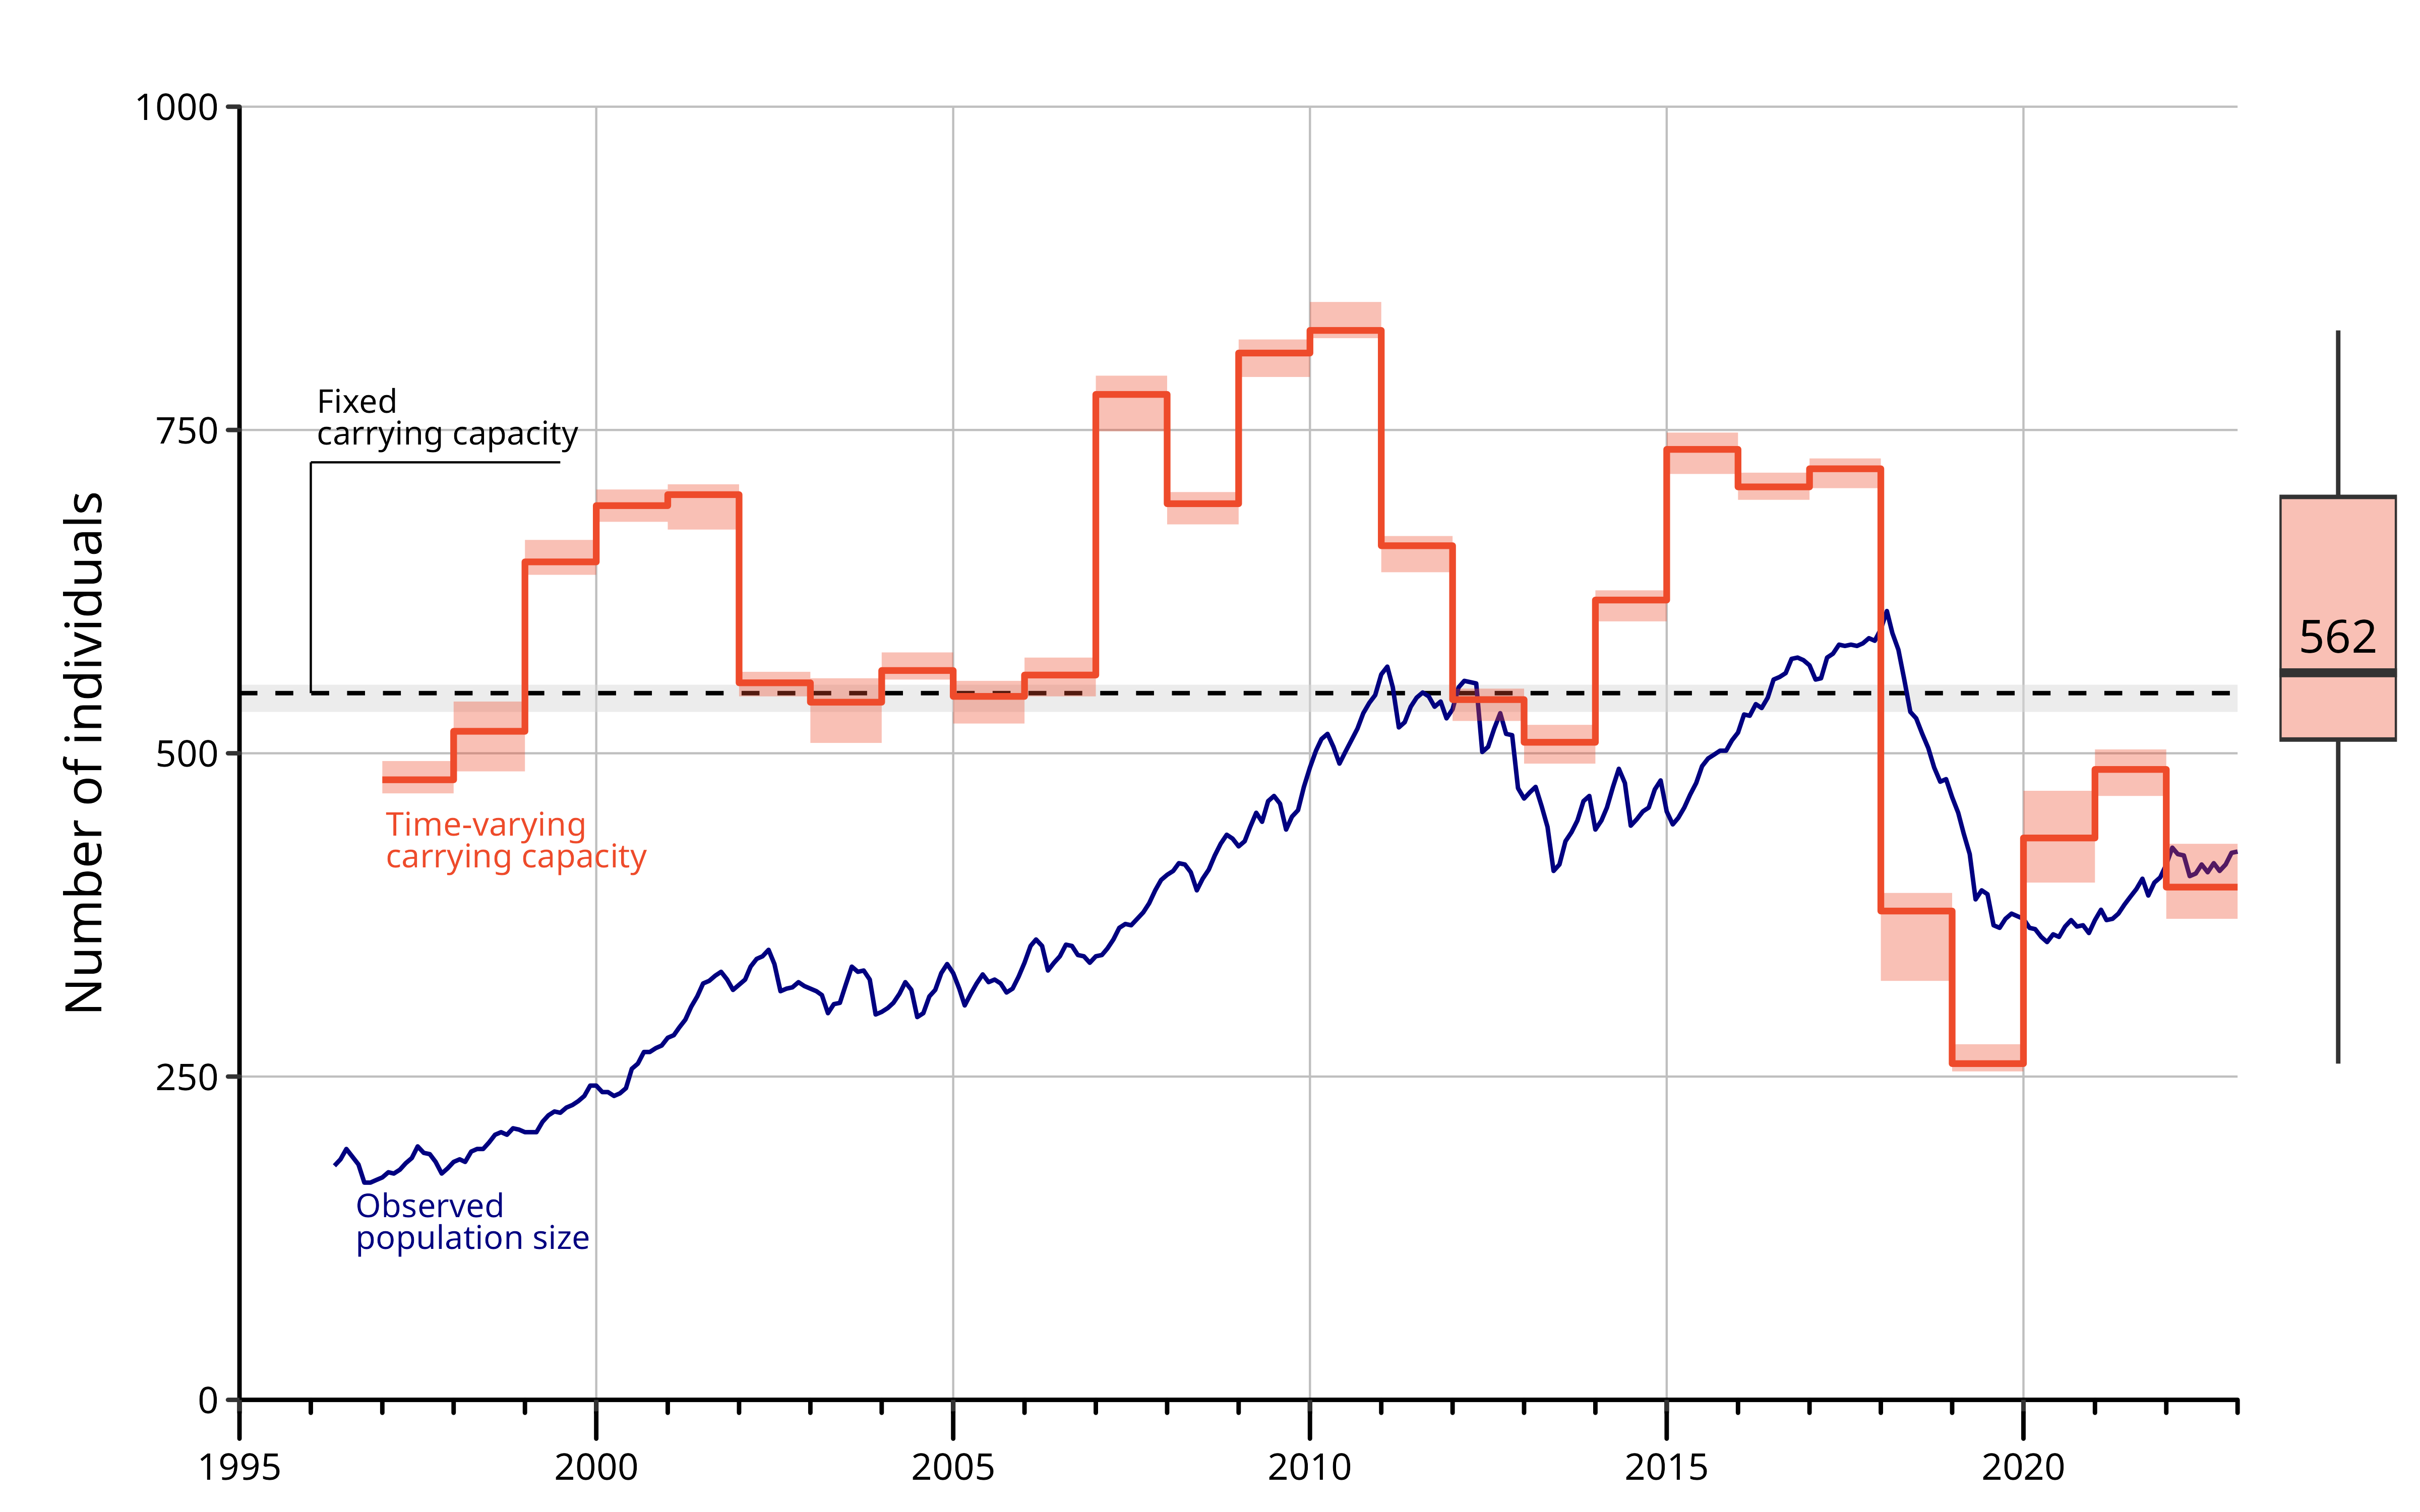 1000
750
500
250
0
Number of individuals
Fixed
carrying capacity
Time-varying
carrying capacity
Observed
population size
562
1995
2000
2005
2010
2015
2020